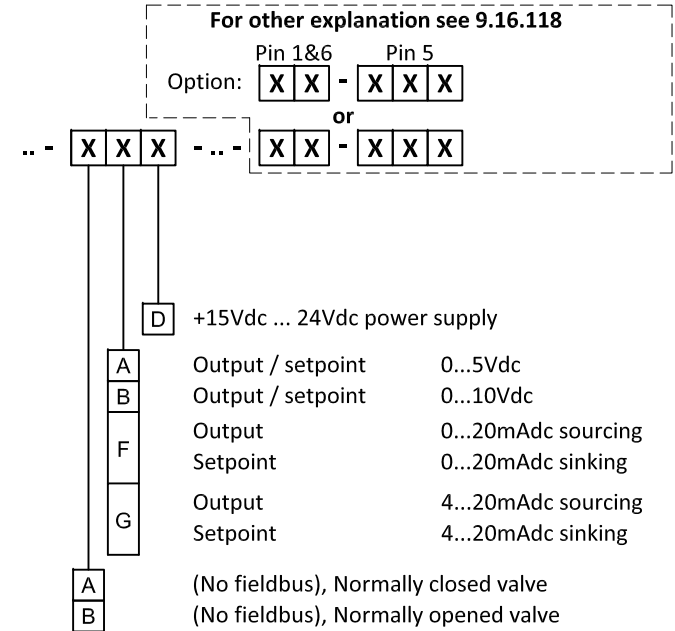 For other explanation see 9.16.118
Pin 1&6 Pin 5
Option: X X - X X X
or
.. - X X X - .. - X X - X X X
D +15Vdc ... 24Vdc power supply
A Output / setpoint 0...5Vdc
B Output / setpoint 0...10Vdc
F Output 0...20mAdc sourcing
Setpoint 0...20mAdc sinking
G Output 4...20mAdc sourcing
Setpoint 4...20mAdc sinking
A (No fieldbus), Normally closed valve
B (No fieldbus), Normally opened valve